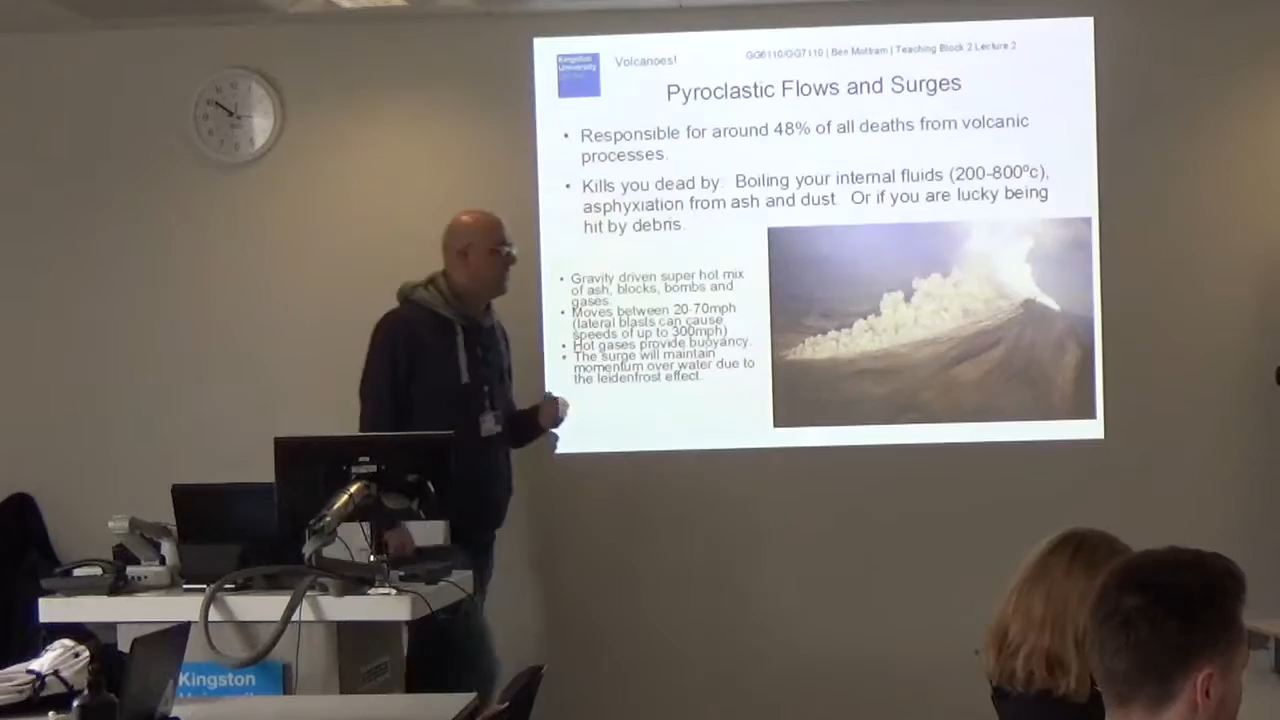 Kingston
University
Volcanoes!
GG6110/GG7110 | Ben Mottram | Teaching Block 2 Lecture 2
Pyroclastic Flows and Surges
• Responsible for around 48% of all deaths from volcanic
processes.
• Kills you dead by: Boiling your internal fluids (200-800ºc),
asphyxiation from ash and dust. Or if you are lucky being
hit by debris.
• Gravity driven super hot mix
of ash, blocks, bombs and
gases.
• Moves between 20-70mph
(lateral blasts can cause
speeds of up to 300mph)
• Hot gases provide buoyancy.
• The surge will maintain
momentum over water due to
the leidenfrost effect.
Kingston
University